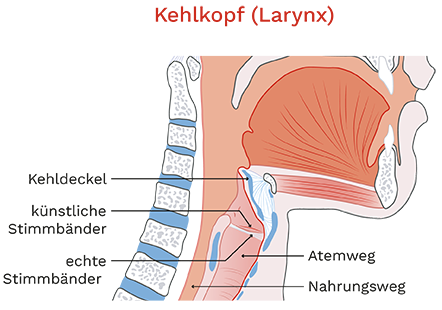 Kehlkopf (Larynx)
Kehldeckel
künstliche
Stimmbänder
echte
Stimmbänder
Atemweg
Nahrungsweg